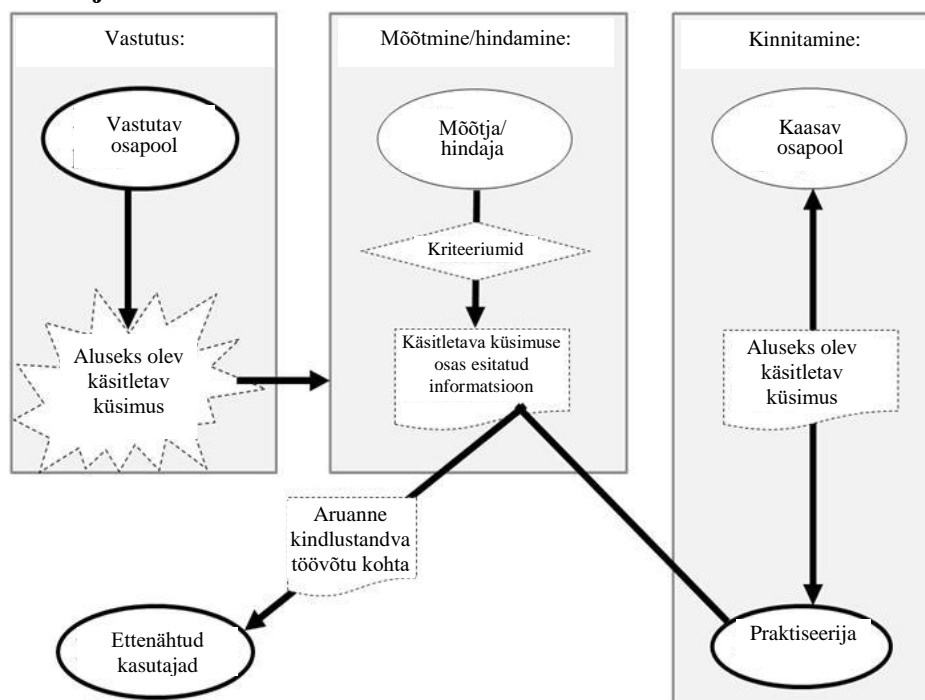 Vastutus:
Mõõtmine/hindamine:
Kinnitamine:
Vastutav
osapool
Mõõtja/
hindaja
Kaasav
osapool
Kriteeriumid
Aluseks olev
käsitletav
küsimus
Käsitletava küsimuse
osas esitatud
informatsioon
Aluseks olev
käsitletav
küsimus
Aruanne
kindlustandva
töövõtu kohta
Ettenähtud
kasutajad
Praktiseerija